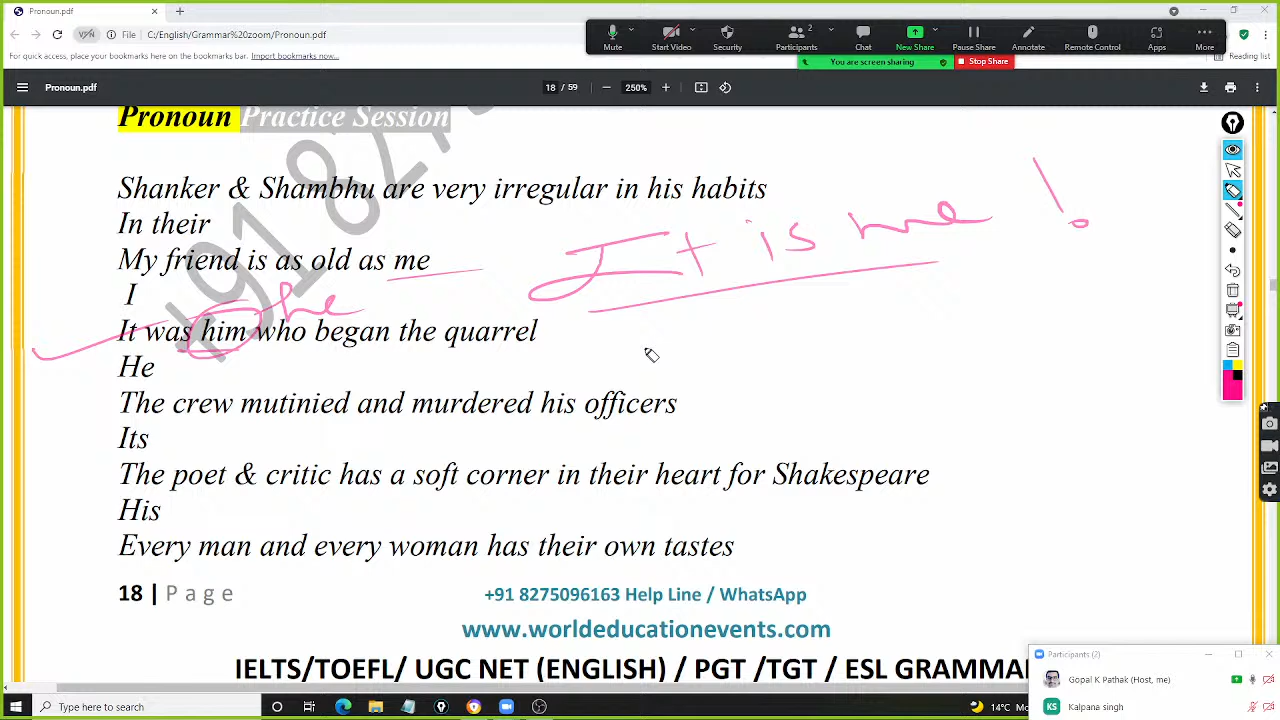 Pronoun.pdf
File
C:/English/Grammar%20zoom/Pronoun.pdf
For quick access, place your bookmarks here on the bookmarks bar. Import bookmarks now...
Reading list
Mute
Start Video
Security
Participants
2
Chat
New Share
Pause Share
Annotate
Remote Control
Apps
More
You are screen sharing
Stop Share
Pronoun.pdf
18 / 59
250%
Pronoun Practice Session
Shanker & Shambhu are very irregular in his habits
In their
It is me !
My friend is as old as me
I
he
It was him who began the quarrel
He
The crew mutinied and murdered his officers
Its
The poet & critic has a soft corner in their heart for Shakespeare
His
Every man and every woman has their own tastes
18 | Page
+91 8275096163 Help Line / WhatsApp
www.worldeducationevents.com
IELTS/TOEFL/ UGC NET (ENGLISH) / PGT /TGT / ESL GRAMMA
Participants (2)
Gopal K Pathak (Host, me)
KS
Kalpana singh
Type here to search
14°C